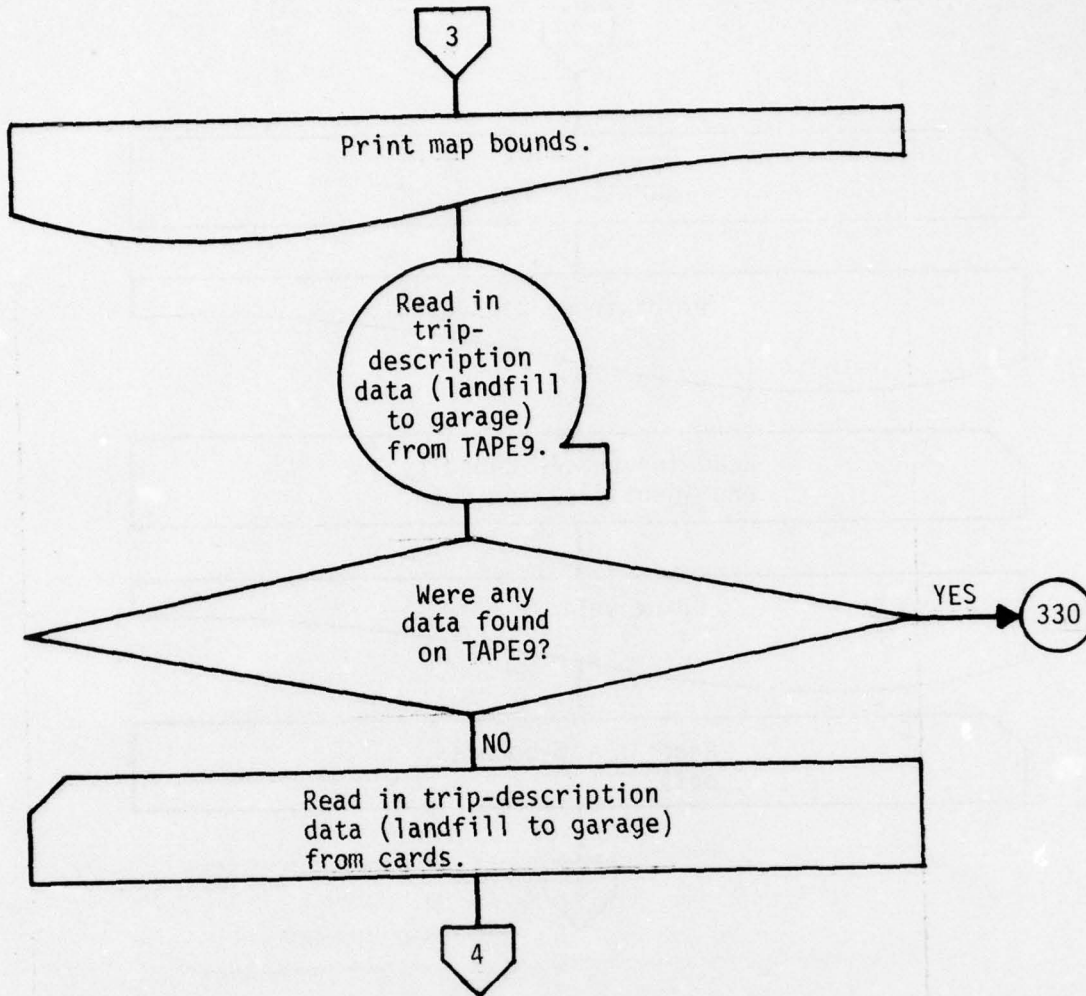 3
Print map bounds.
Read in
trip-
description
data (landfill
to garage)
from TAPE9.
Were any
data found
on TAPE9?
YES
330
NO
Read in trip-description
data (landfill to garage)
from cards.
4